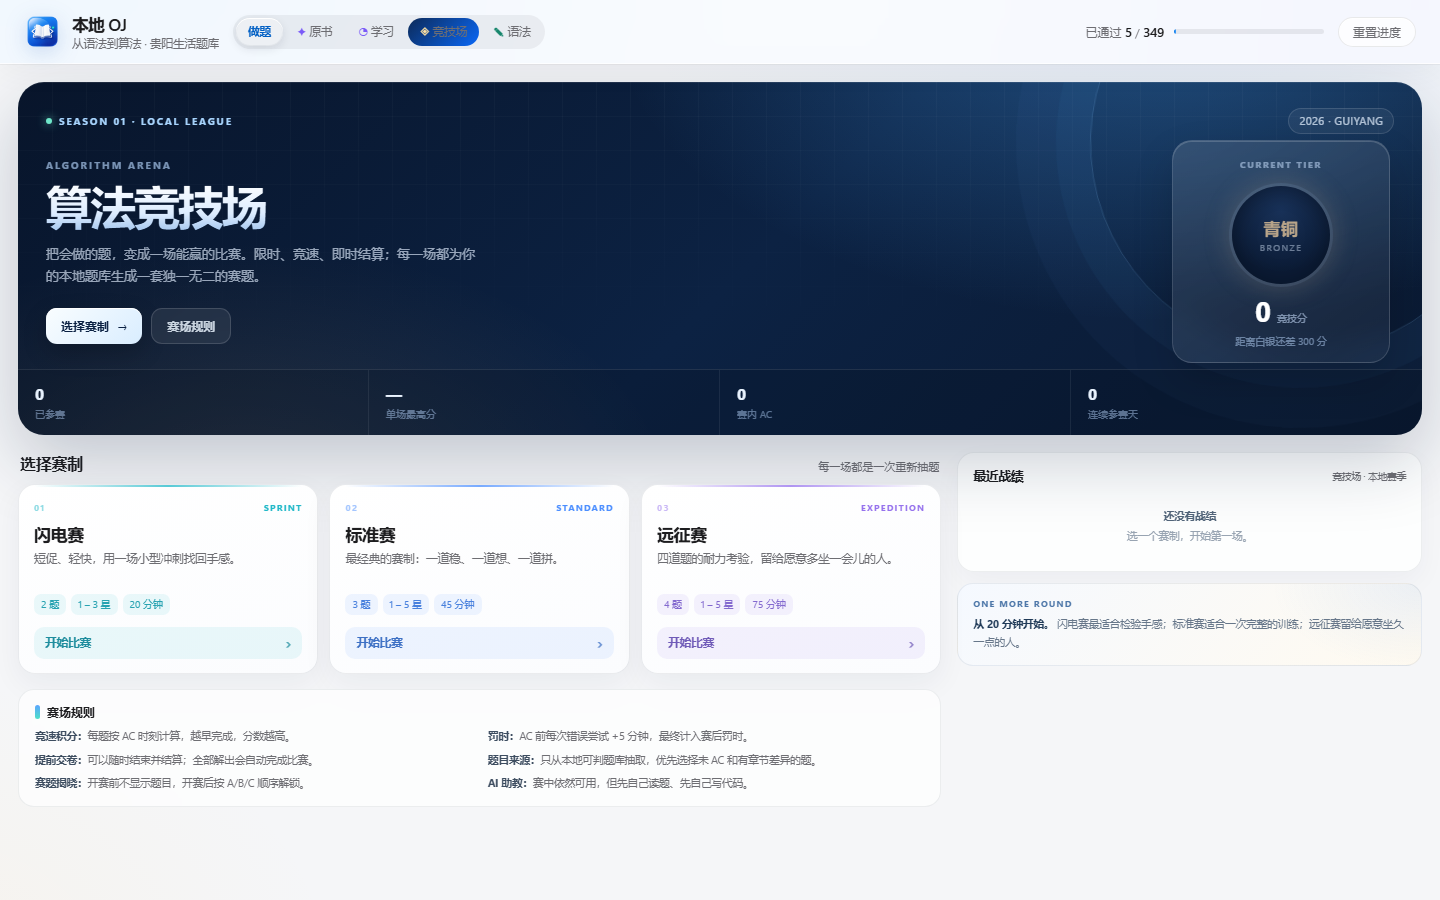 本地 OJ
从语法到算法 · 贵阳生活题库
做题
原书
学习
竞技场
语法
已通过 5 / 349
重置进度
SEASON 01 · LOCAL LEAGUE
2026 · GUIYANG
ALGORITHM ARENA
算法竞技场
把会做的题，变成一场能赢的比赛。限时、竞速、即时结算；每一场都为你
的本地题库生成一套独一无二的赛题。
选择赛制 →
赛场规则
CURRENT TIER
青铜
BRONZE
0 竞技分
距离白银还差 300 分
0
已参赛
—
单场最高分
0
赛内 AC
0
连续参赛天
选择赛制
每一场都是一次重新抽题
01
SPRINT
闪电赛
短促、轻快，用一场小型冲刺找回手感。
2 题
1–3 星
20 分钟
开始比赛 ›
02
STANDARD
标准赛
最经典的赛制：一道稳、一道想、一道拼。
3 题
1–5 星
45 分钟
开始比赛 ›
03
EXPEDITION
远征赛
四道题的耐力考验，留给愿意多坐一会儿的人。
4 题
1–5 星
75 分钟
开始比赛 ›
最近战绩
竞技场 · 本地赛季
还没有战绩
选一个赛制，开始第一场。
ONE MORE ROUND
从 20 分钟开始。 闪电赛最适合检验手感；标准赛适合一次完整的训练；远征赛留给愿意坐久
一点的人。
赛场规则
竞速积分：每题按 AC 时刻计算，越早完成，分数越高。
罚时：AC 前每次错误尝试 +5 分钟，最终计入赛后罚时。
提前交卷：可以随时结束并结算；全部解出会自动完成比赛。
题目来源：只从本地可判题库抽取，优先选择未 AC 和有章节差异的题。
赛题揭晓：开赛前不显示题目，开赛后按 A/B/C 顺序解锁。
AI 助教：赛中依然可用，但先自己读题、先自己写代码。